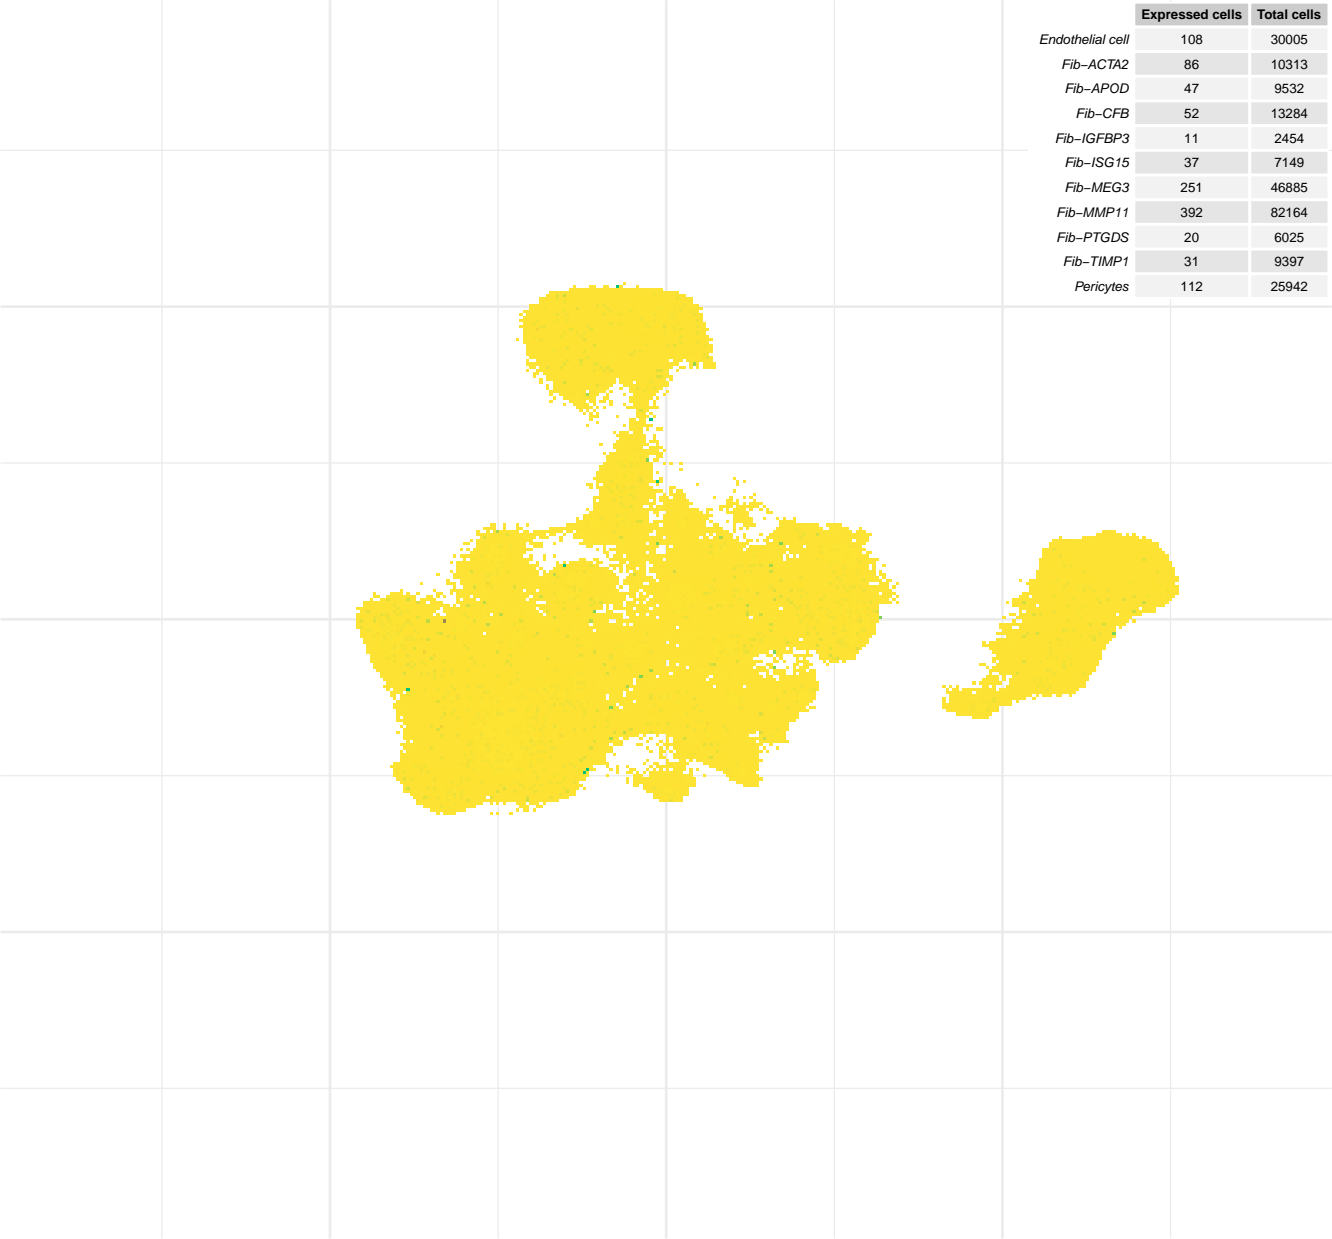 Expressed cells Total cells
Endothelial cell 108 30005
Fib−ACTA2 86 10313
Fib−APOD 47 9532
Fib−CFB 52 13284
Fib−IGFBP3 11 2454
Fib−ISG15 37 7149
Fib−MEG3 251 46885
Fib−MMP11 392 82164
Fib−PTGDS 20 6025
Fib−TIMP1 31 9397
Pericytes 112 25942